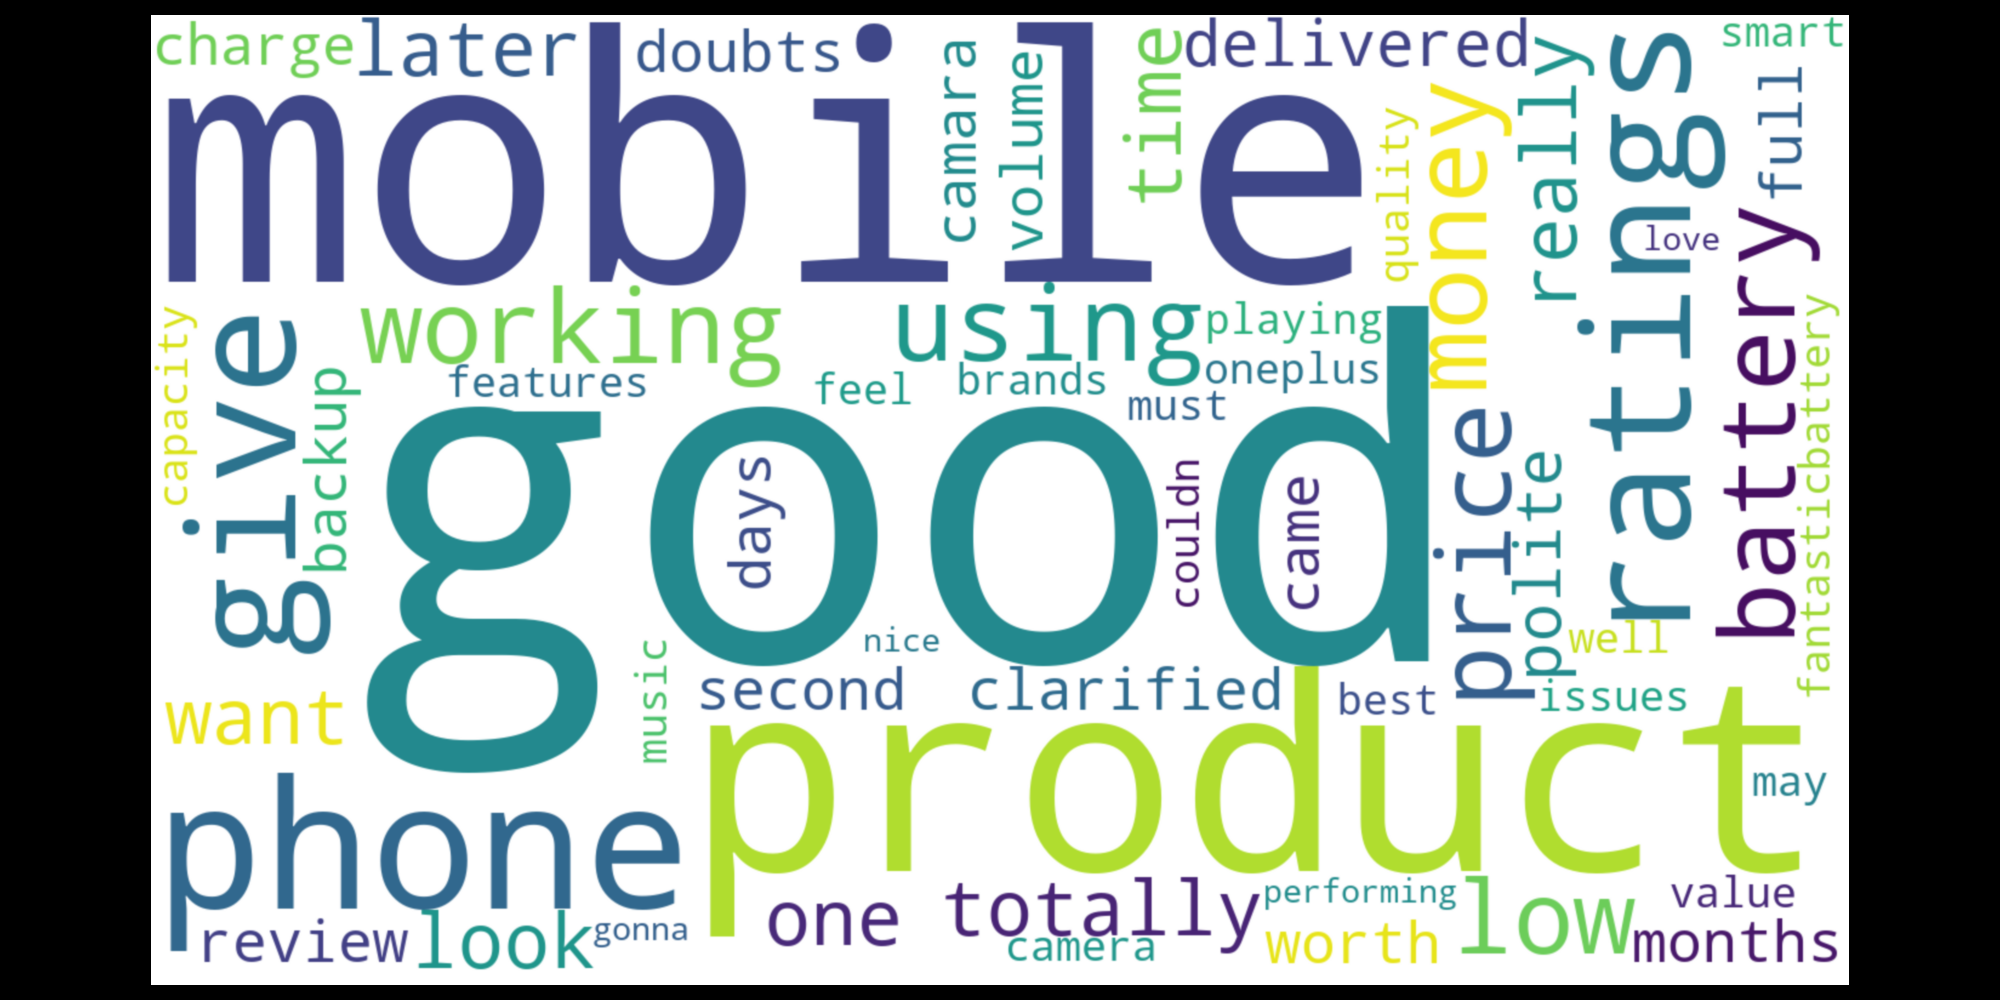 charge
later
doubts
delivered
smart
mobile
camara
volume
time
quality
money
really
ratings
full
love
battery
fantasticbattery
capacity
give
backup
working
using
playing
features
feel
brands
oneplus
must
good
days
couldn
came
price
polite
well
nice
music
want
second
clarified
best
issues
product
may
phone
one
totally
performing
low
value
review
look
gonna
camera
worth
months